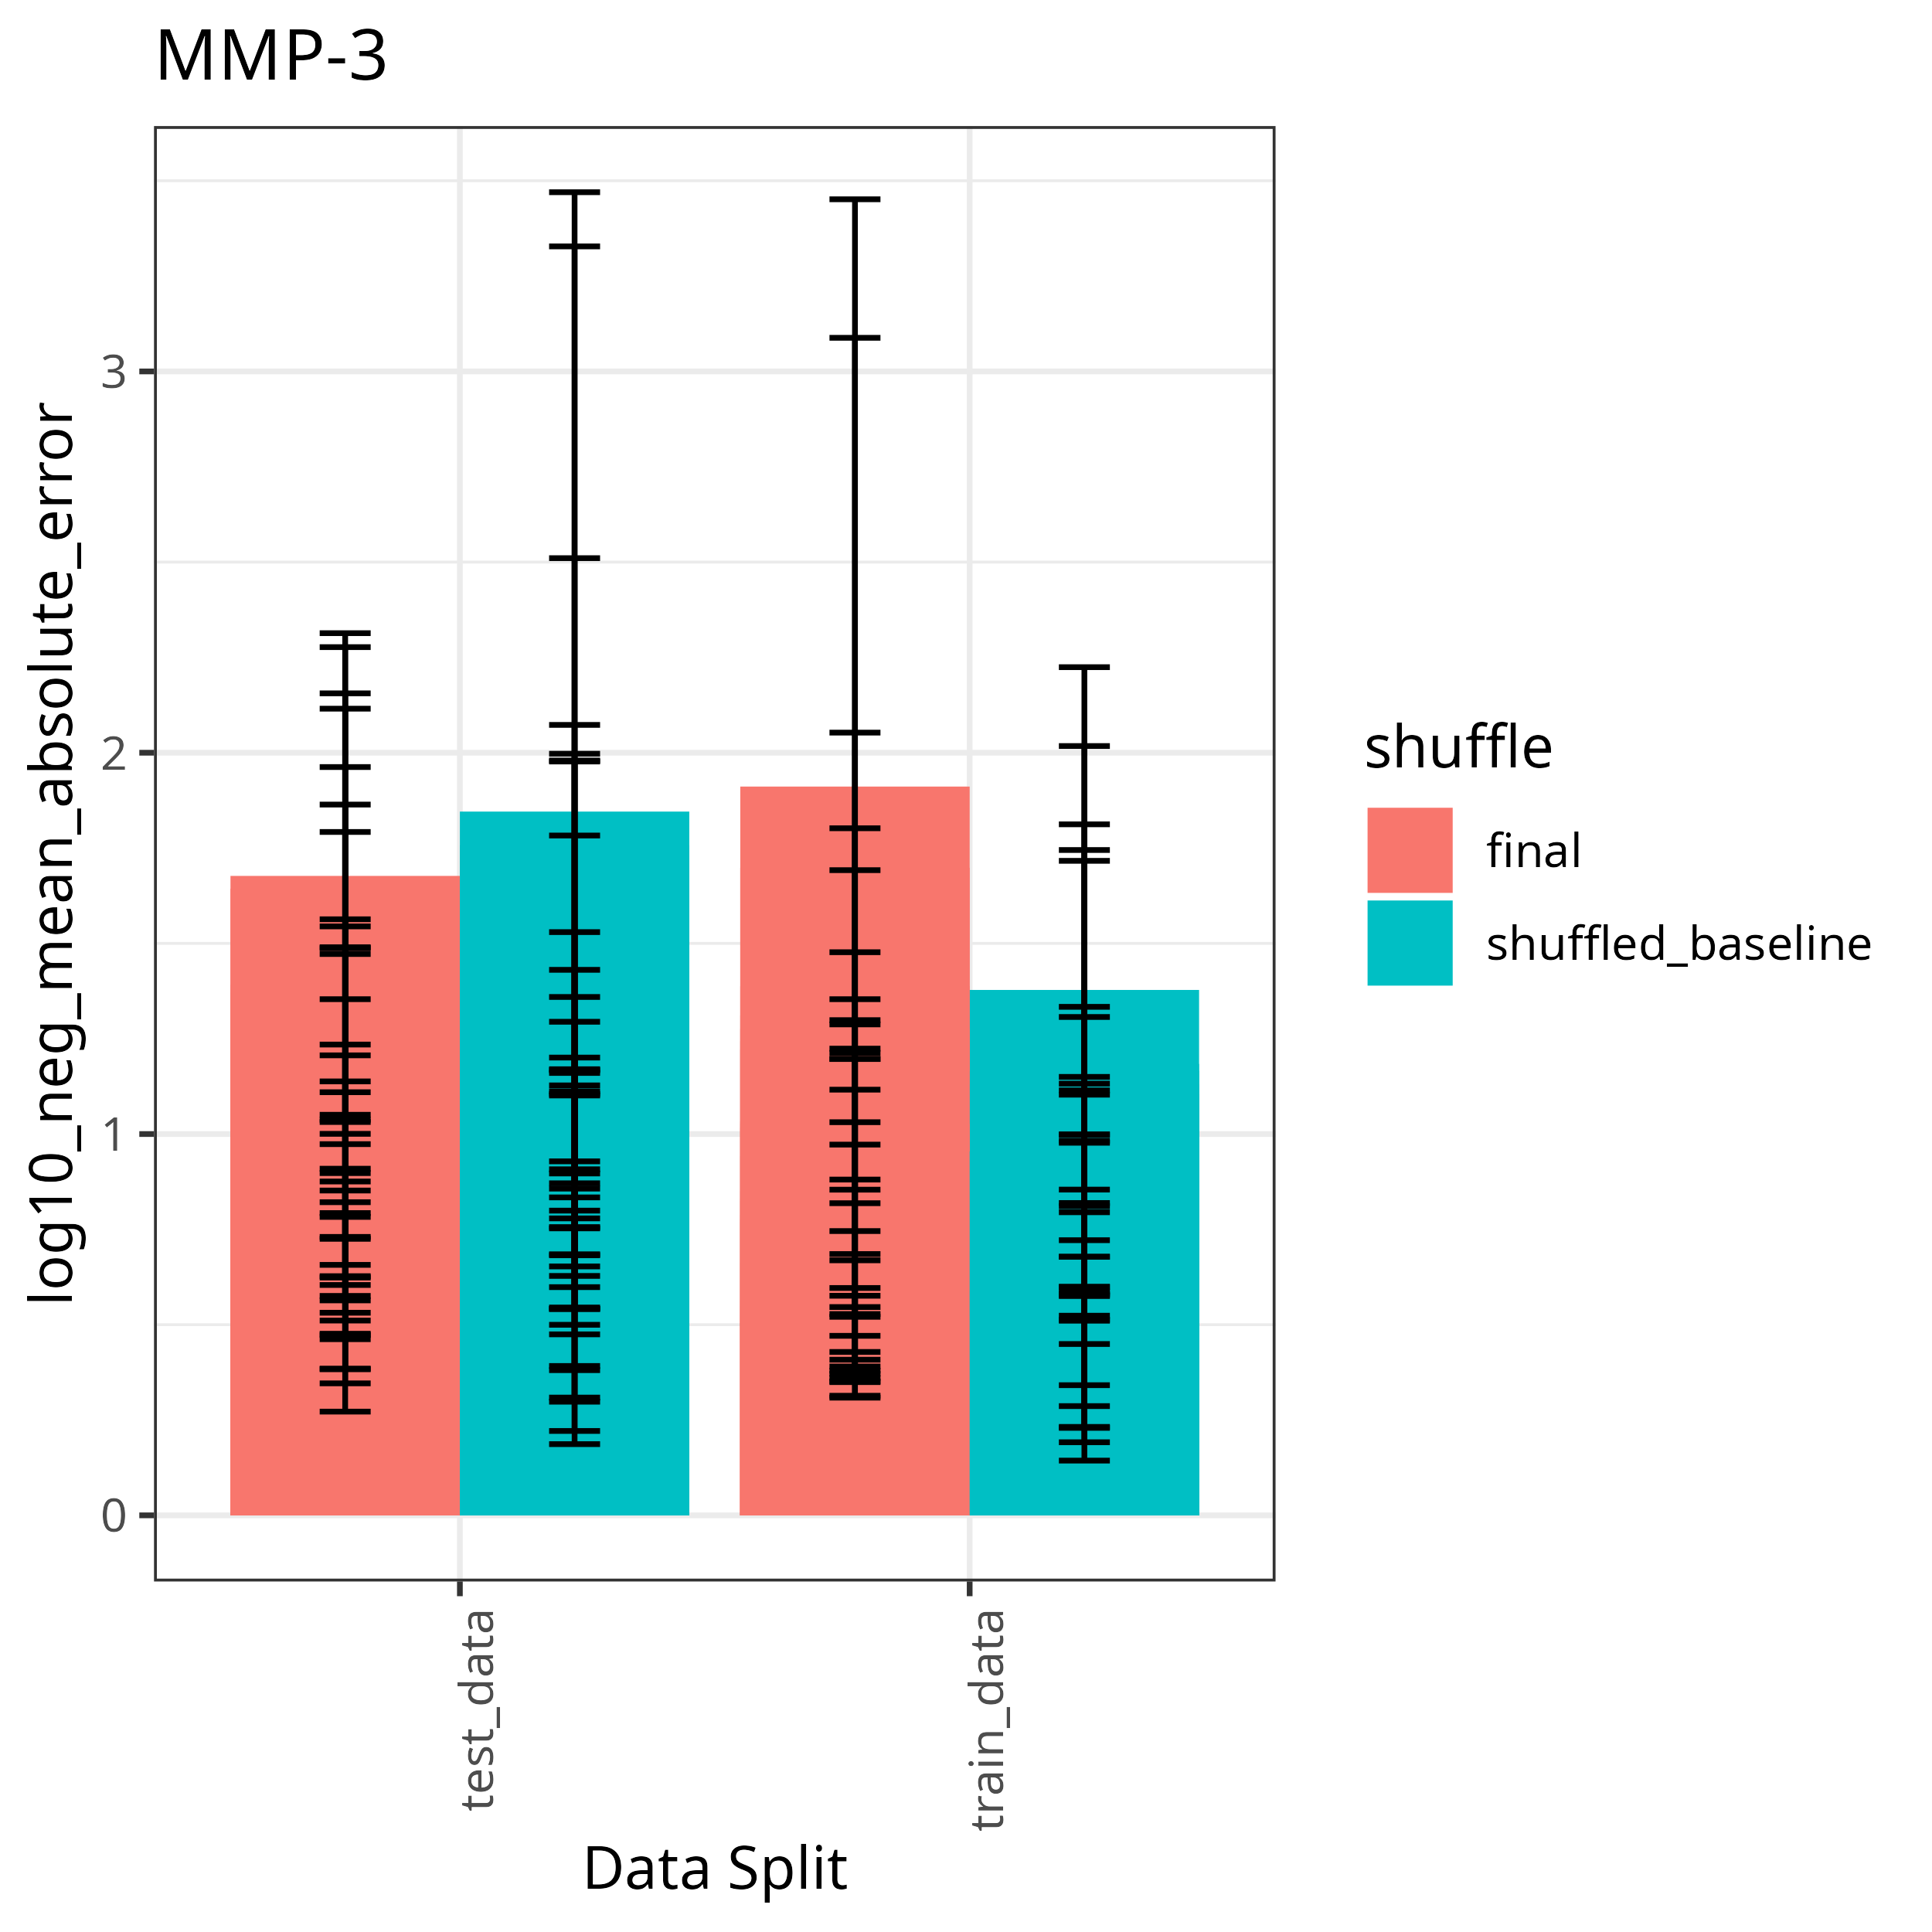 MMP-3
log10_neg_mean_absolute_error
3
2
1
0
test_data
train_data
Data Split
shuffle
final
shuffled_baseline